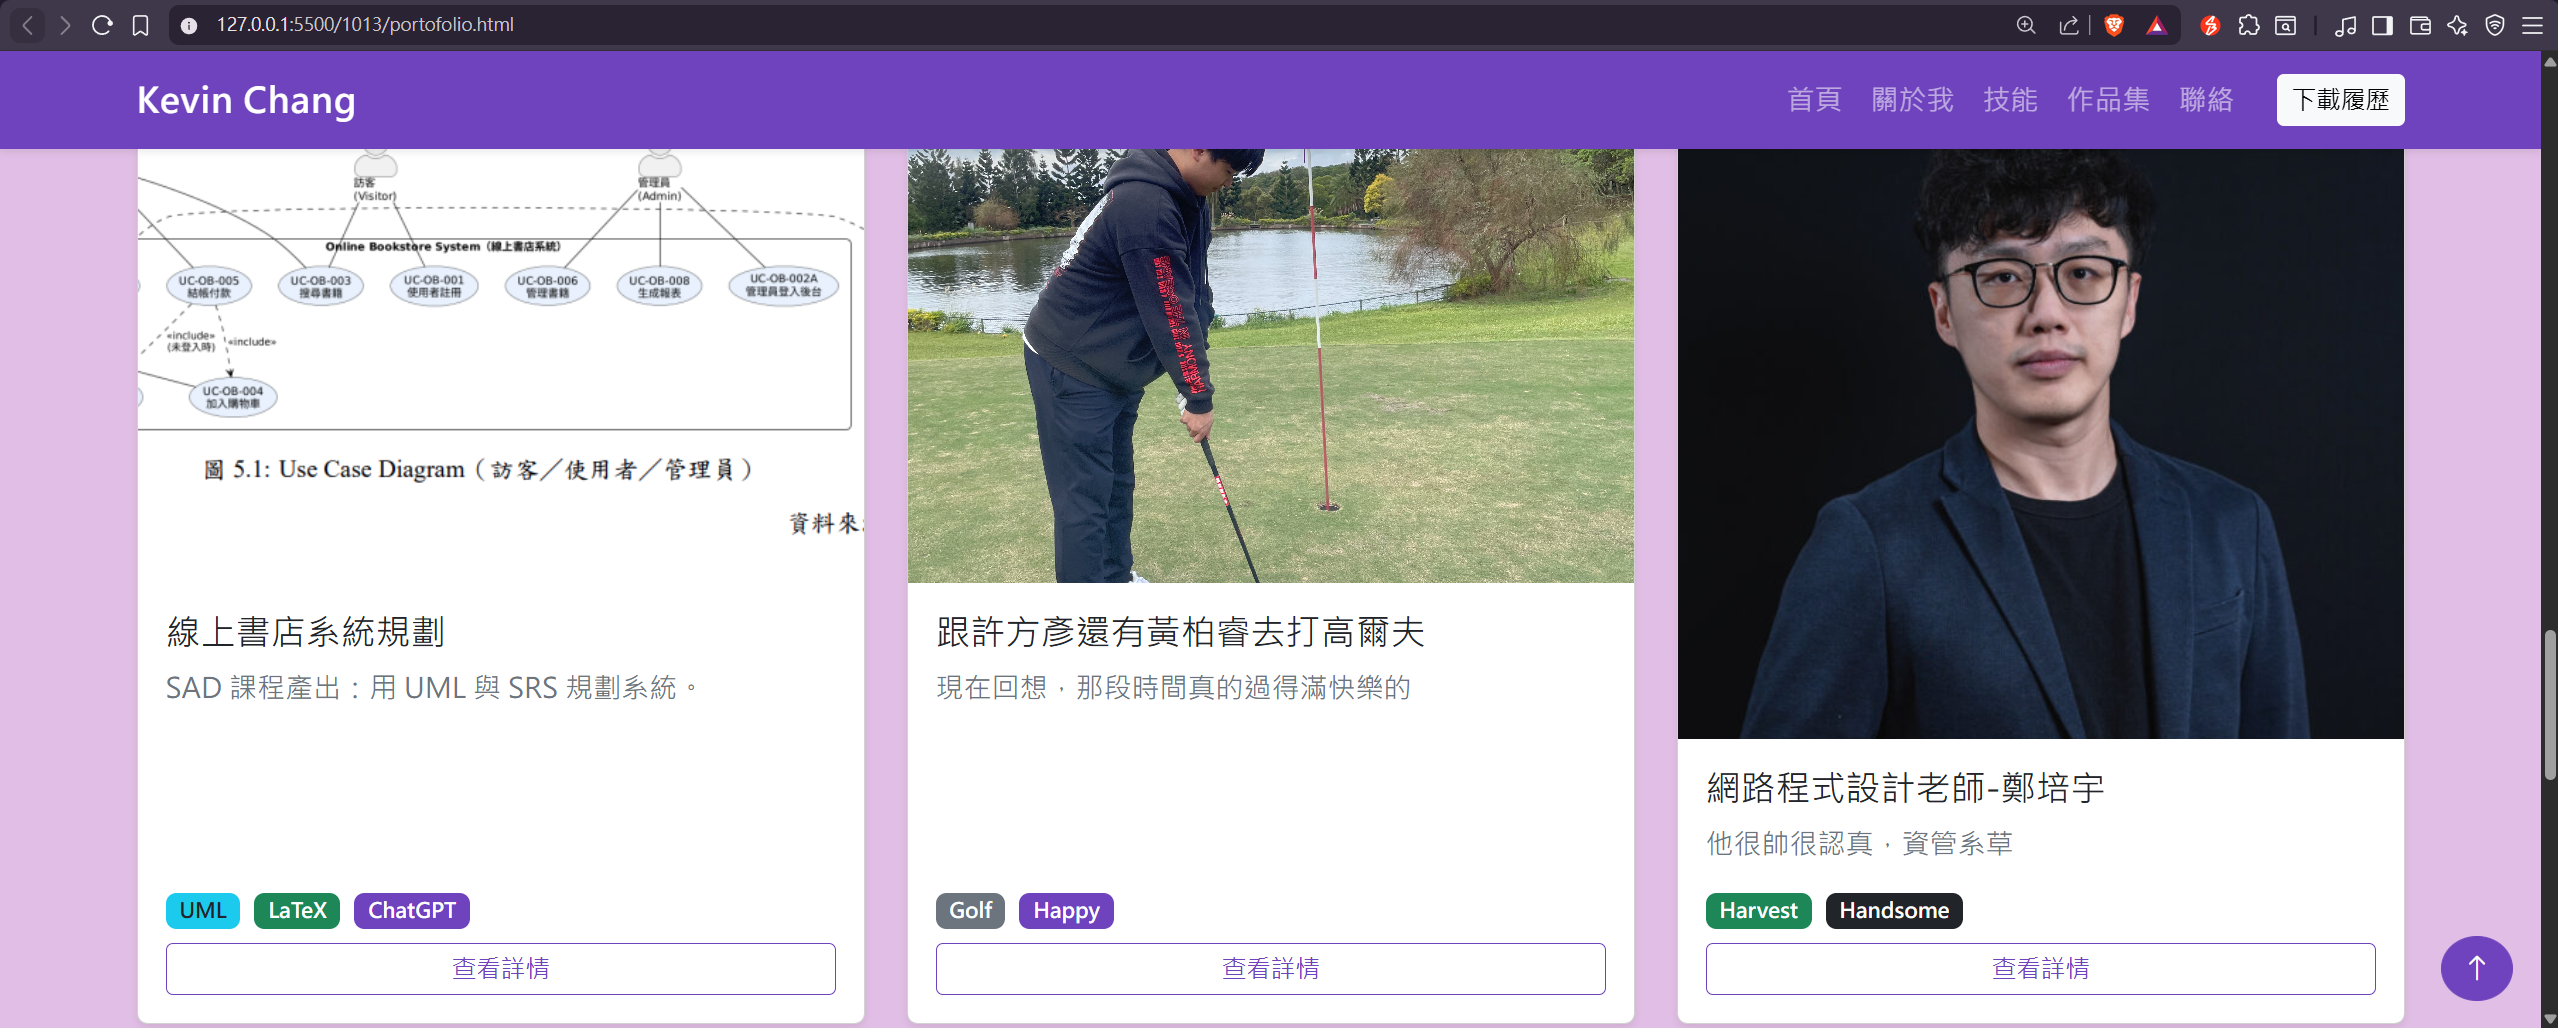 127.0.0.1:5500/1013/portofolio.html
Kevin Chang
首頁 關於我 技能 作品集 聯絡 下載履歷
訪客
(Visitor)
管理員
(Admin)
Online Bookstore System（線上書店系統）
UC-OB-005
結帳付款
UC-OB-003
搜尋書籍
UC-OB-001
使用者註冊
UC-OB-006
管理書籍
UC-OB-008
生成報表
UC-OB-002A
管理員登入後台
«include»
(未登入時)
«include»
UC-OB-004
加入購物車
圖 5.1: Use Case Diagram（訪客／使用者／管理員）
資料來
線上書店系統規劃
SAD 課程產出：用 UML 與 SRS 規劃系統。
UML LaTeX ChatGPT
查看詳情
HARMONY
跟許方彥還有黃柏睿去打高爾夫
現在回想，那段時間真的過得滿快樂的
Golf Happy
查看詳情
網路程式設計老師-鄭培宇
他很帥很認真，資管系草
Harvest Handsome
查看詳情